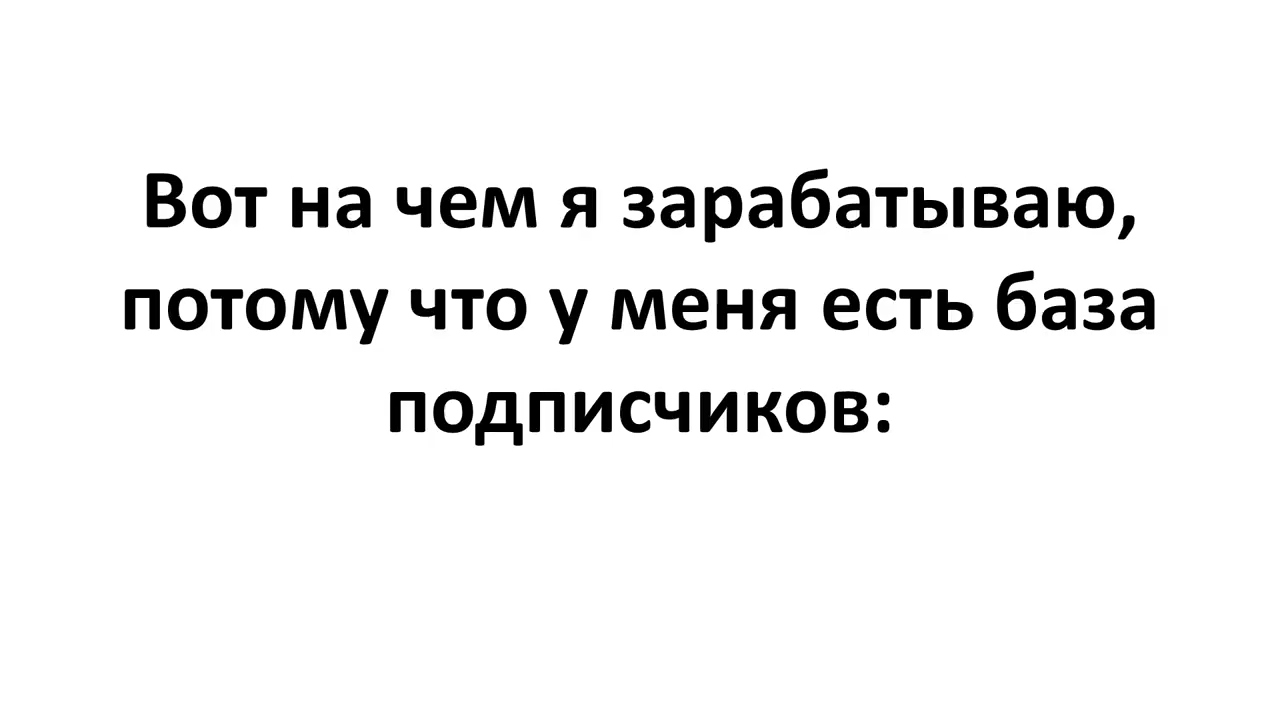 Вот на чем я зарабатываю,
потому что у меня есть база
подписчиков: